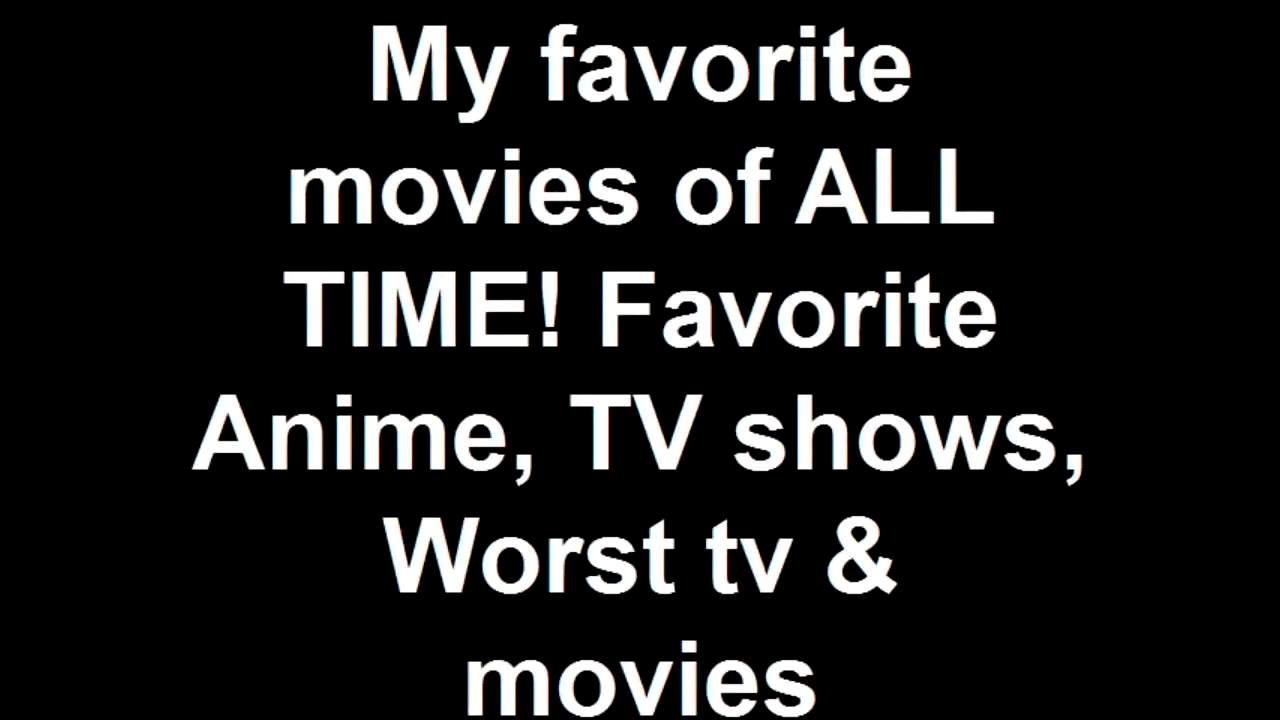 My favorite
movies of ALL
TIME! Favorite
Anime, TV shows,
Worst tv &
movies